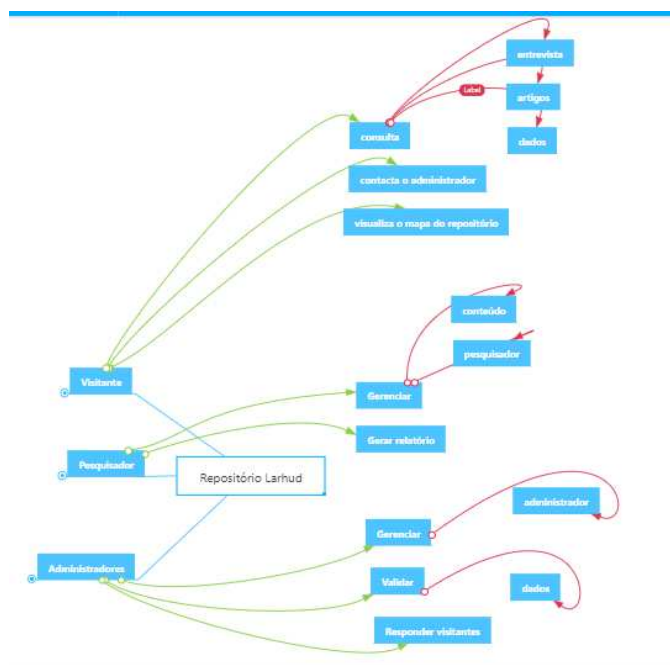 entrevista
Label
artigos
consulta
dados
contacta o administrador
visualiza o mapa do repositório
conteúdo
pesquisador
Visitante
Gerenciar
Gerar relatório
Pesquisador
Repositório Larhud
administrador
Gerenciar
Administradores
Validar
dados
Responder visitantes